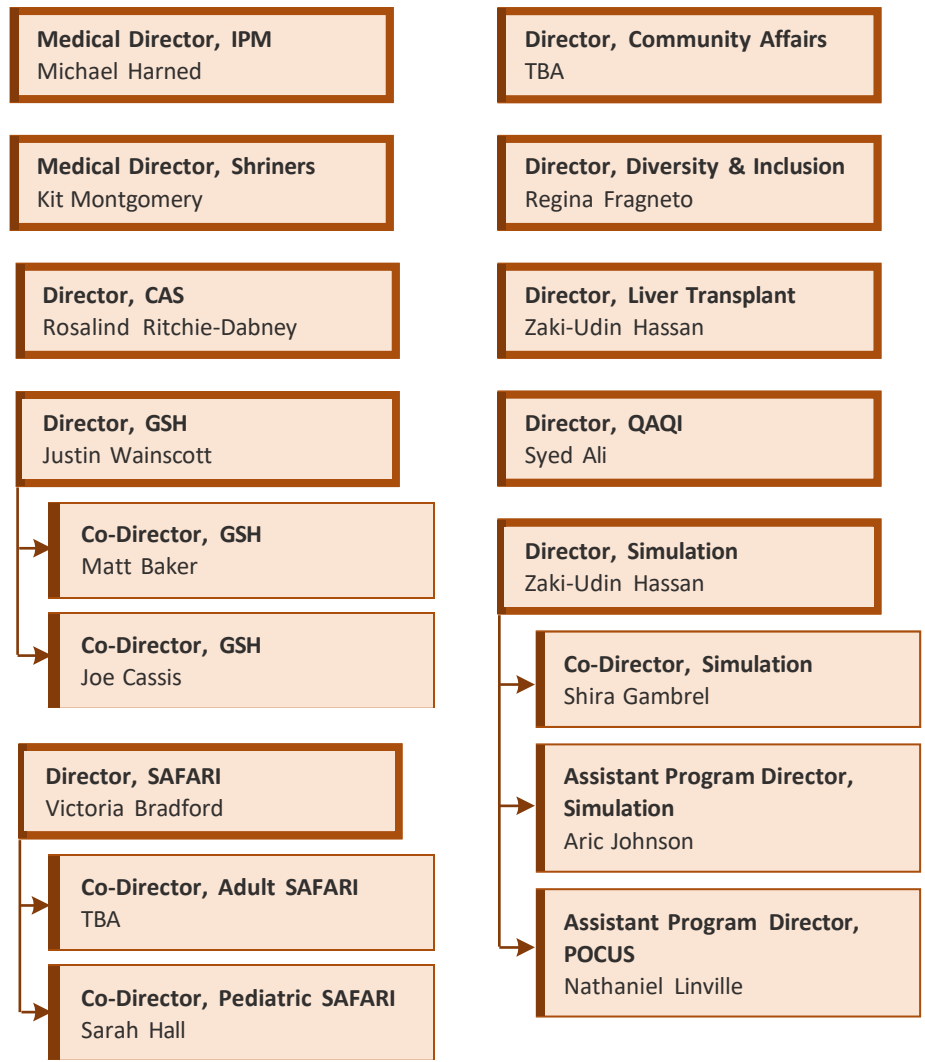 Medical Director, IPM
Michael Harned
Medical Director, Shriners
Kit Montgomery
Director, CAS
Rosalind Ritchie-Dabney
Director, GSH
Justin Wainscott
Co-Director, GSH
Matt Baker
Co-Director, GSH
Joe Cassis
Director, SAFARI
Victoria Bradford
Co-Director, Adult SAFARI
TBA
Co-Director, Pediatric SAFARI
Sarah Hall
Director, Community Affairs
TBA
Director, Diversity & Inclusion
Regina Fragneto
Director, Liver Transplant
Zaki-Udin Hassan
Director, QAQI
Syed Ali
Director, Simulation
Zaki-Udin Hassan
Co-Director, Simulation
Shira Gambrel
Assistant Program Director,
Simulation
Aric Johnson
Assistant Program Director,
POCUS
Nathaniel Linville